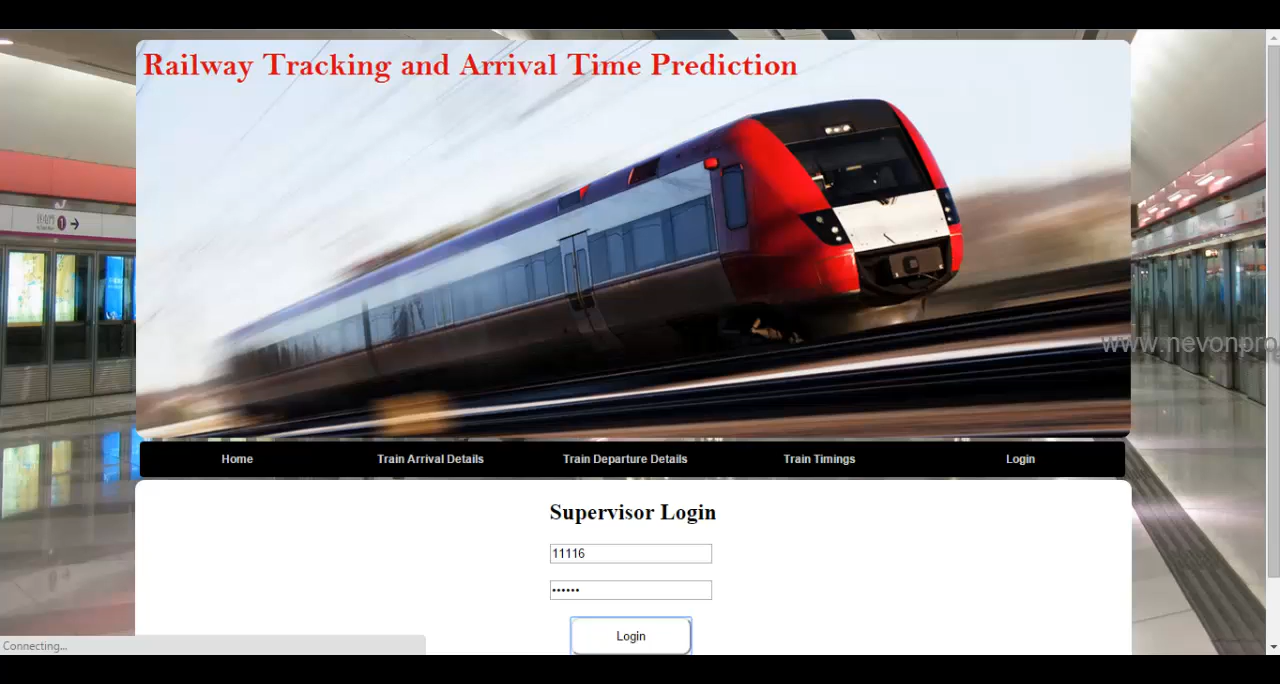 Railway Tracking and Arrival Time Prediction
1
www.nevonpro
Home Train Arrival Details Train Departure Details Train Timings Login
Supervisor Login
11116
••••••
Login
Connecting...